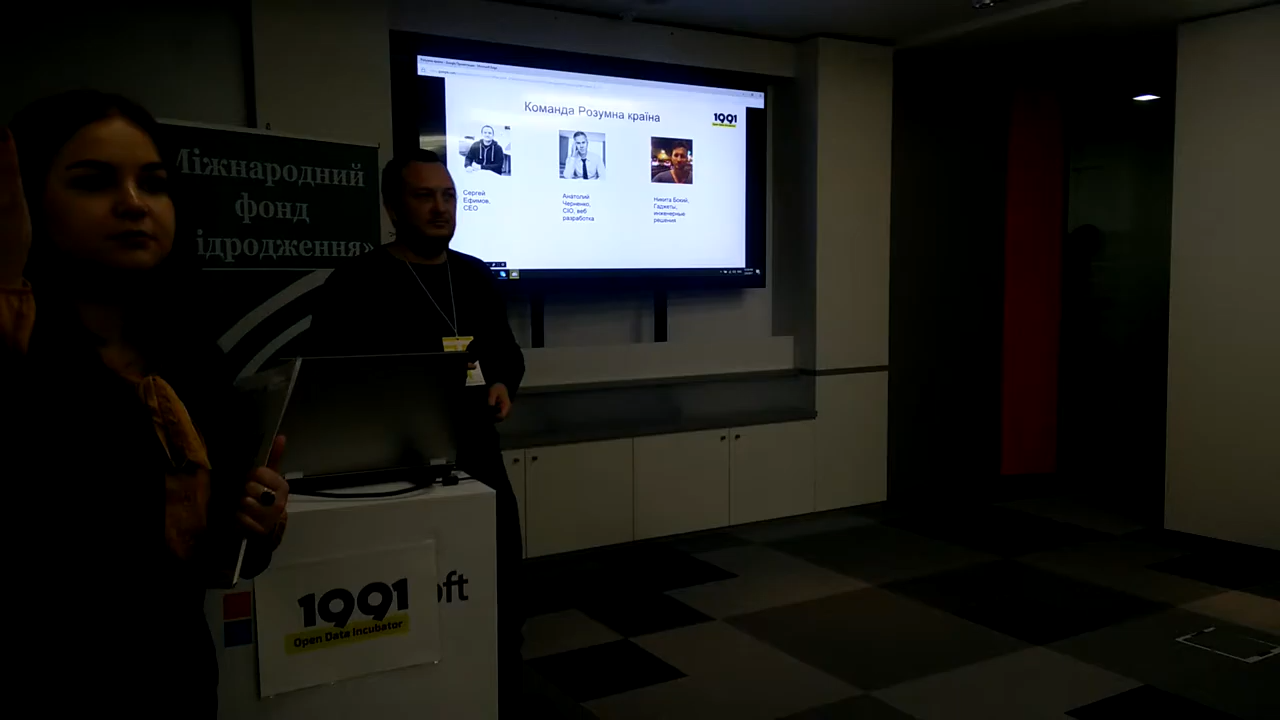 Міжнародний
фонд
ідродження»
Команда Розумна країна
1991
Сергей
Ефимов,
CEO
Анатолий
Черненко,
CIO, веб
разработка
Никита Бокий,
Гаджеты,
инженерные
решения
oft
1991
Open Data Incubator